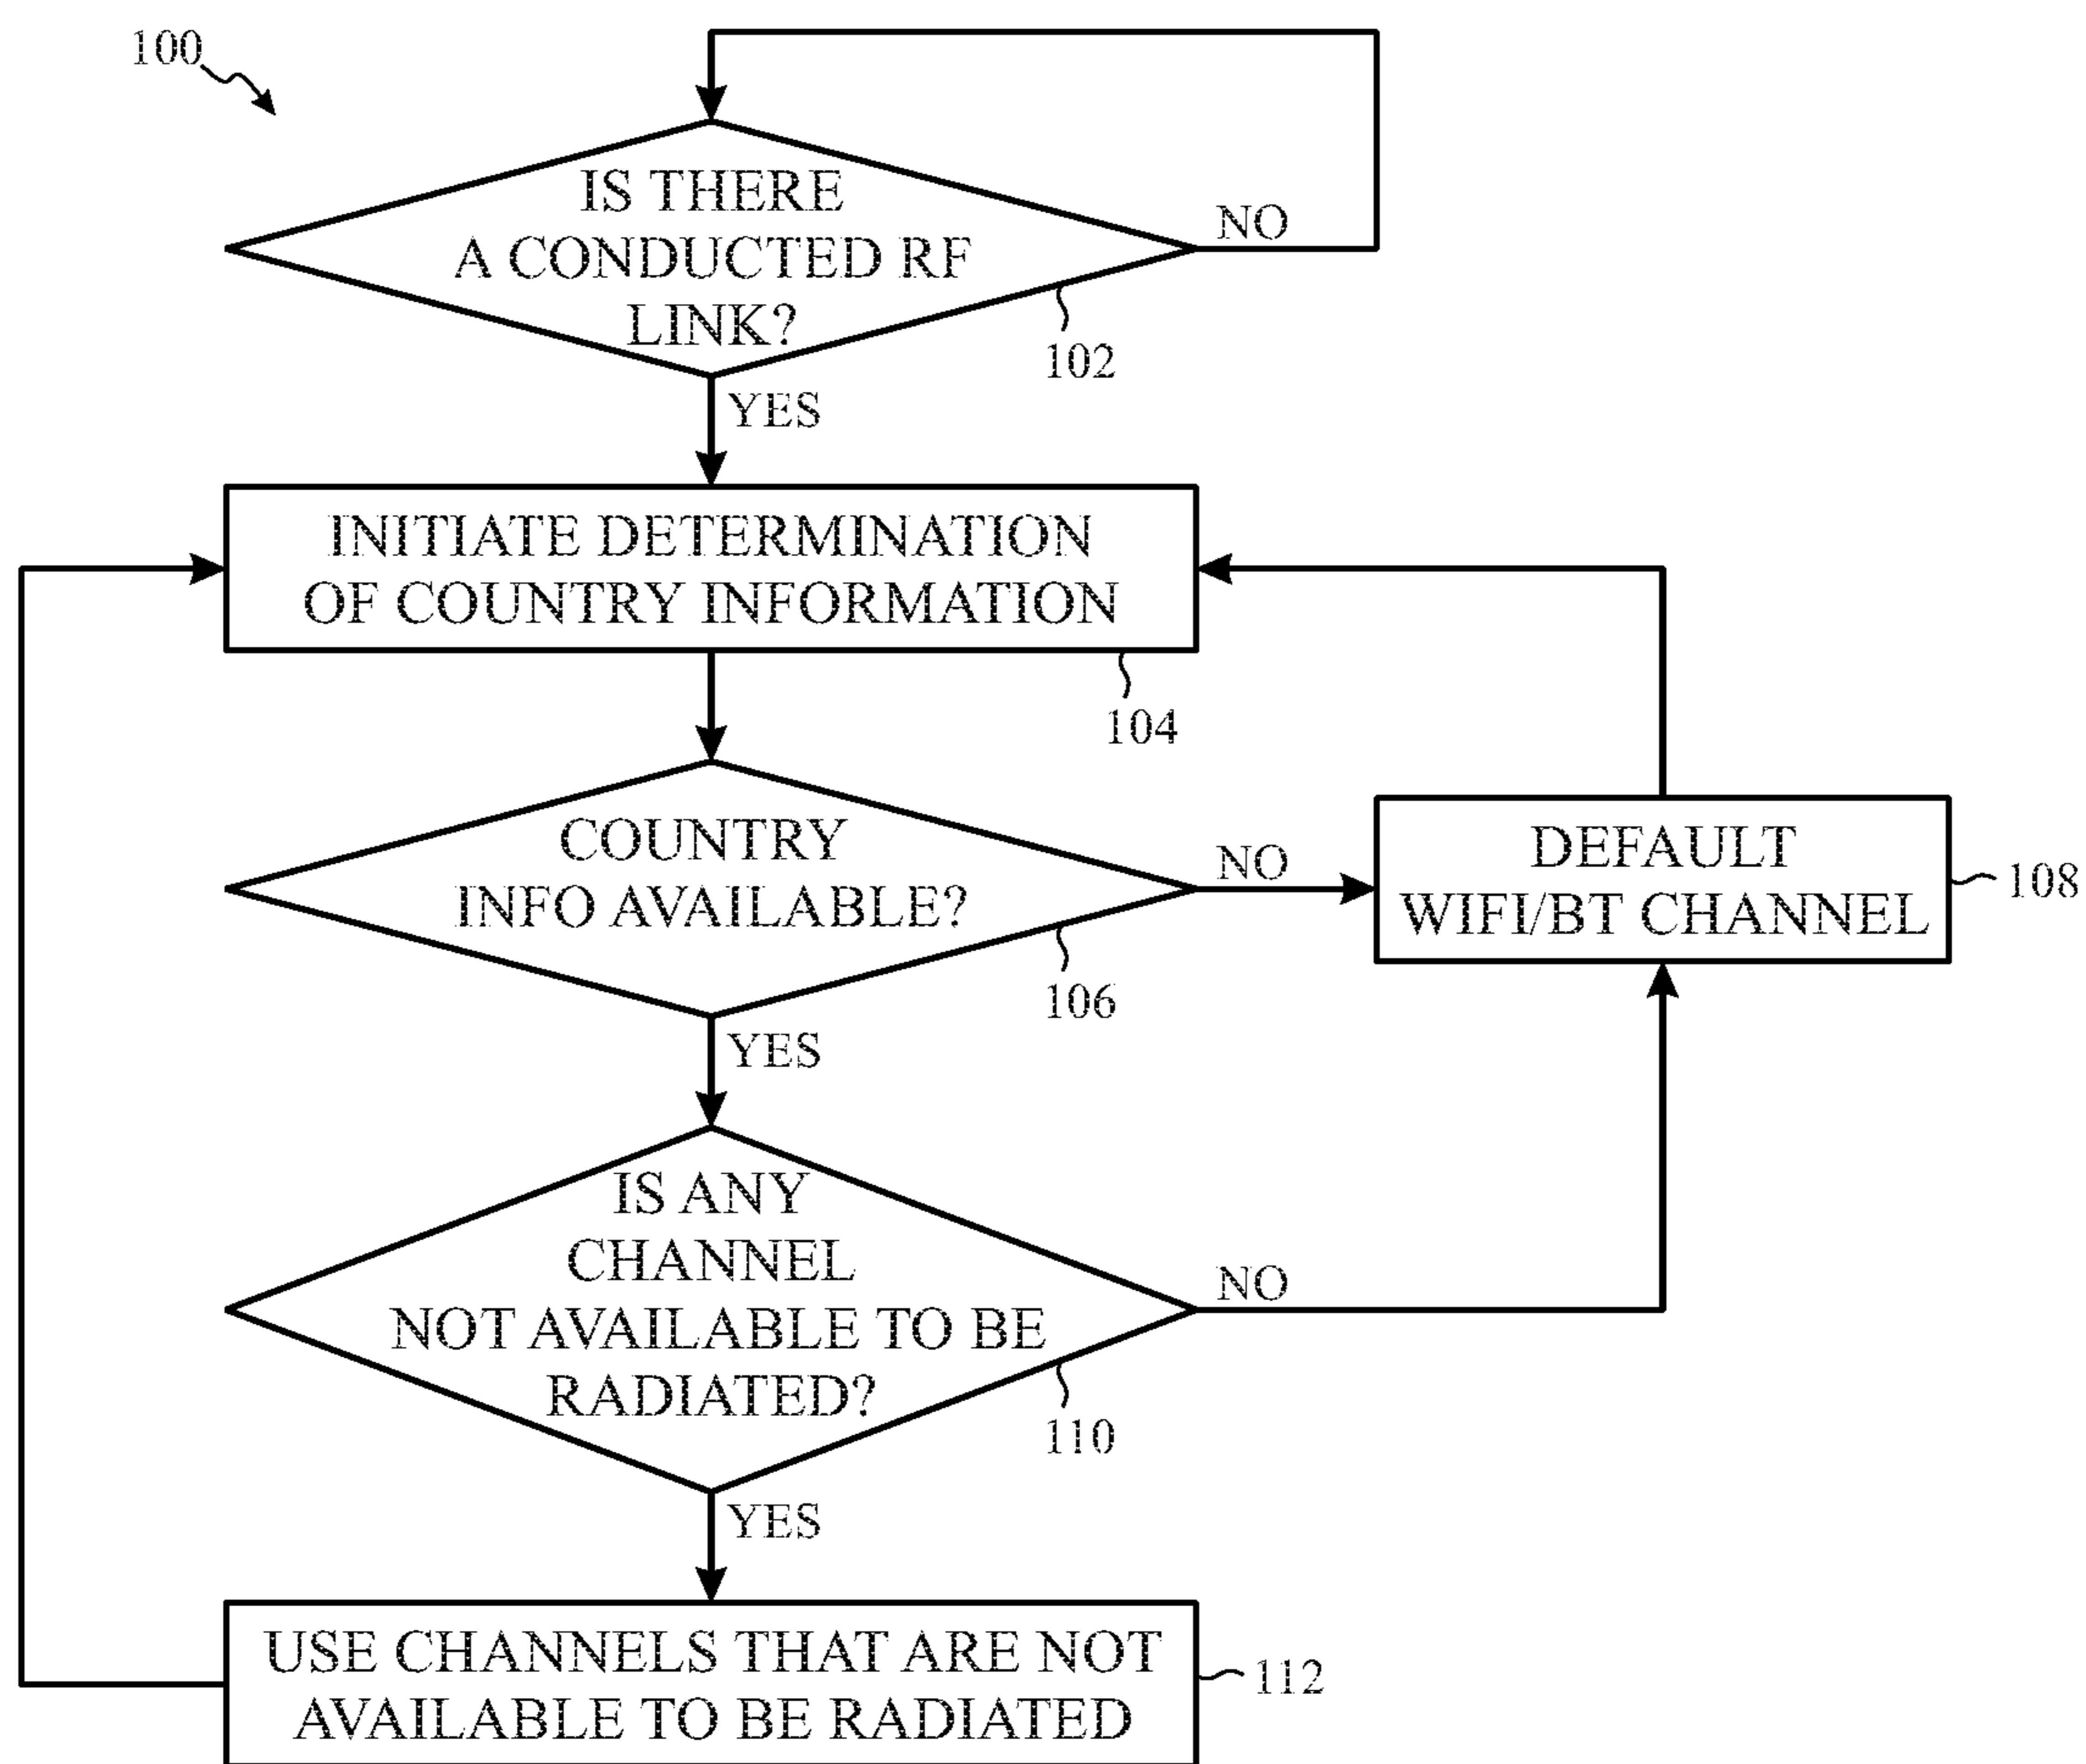 100
IS THERE
A CONDUCTED RF
LINK?
NO
102
YES
INITIATE DETERMINATION
OF COUNTRY INFORMATION
104
COUNTRY
INFO AVAILABLE?
NO
106
DEFAULT
WIFI/BT CHANNEL
108
YES
IS ANY
CHANNEL
NOT AVAILABLE TO BE
RADIATED?
NO
110
YES
USE CHANNELS THAT ARE NOT
AVAILABLE TO BE RADIATED
112